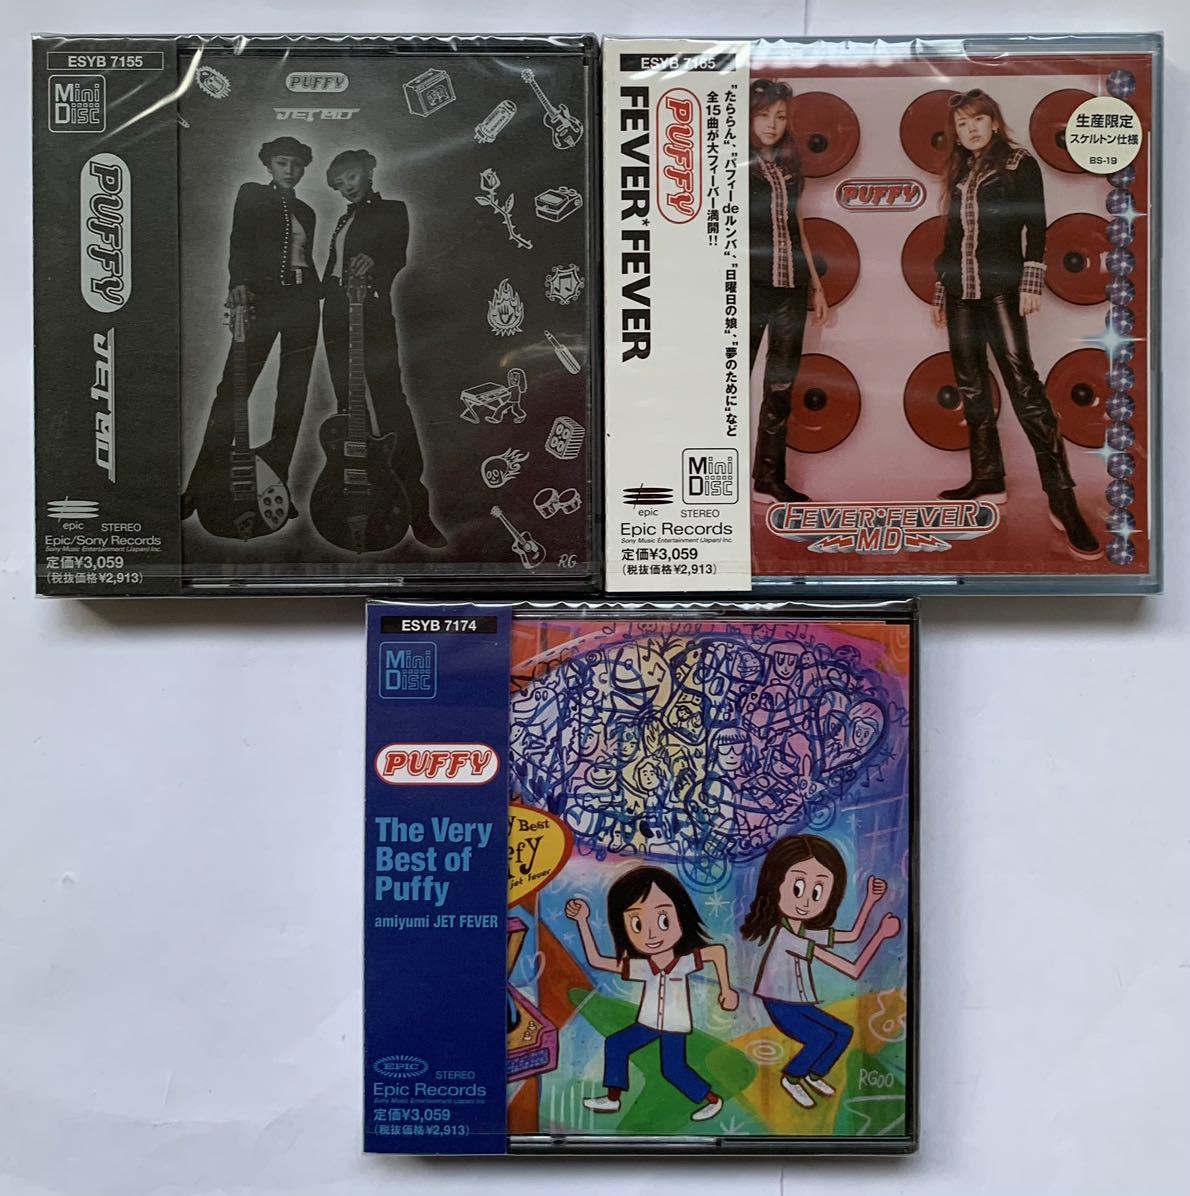 ESYB 7155
Mini Disc
PUFFY
JET CD
epic
STEREO
Epic/Sony Records
Sony Music Entertainment (Japan) Inc.
定価¥3,059
(税抜価格¥2,913)
PUFFY
RG
ESYB 7165
PUFFY
FEVER*FEVER
"たららん"、"パフィーdeルンバ"、"日曜日の娘"、"夢のために"など
全15曲が大フィーバー満開!!
Mini Disc
epic
STEREO
Epic Records
Sony Music Entertainment (Japan) Inc.
定価¥3,059
(税抜価格¥2,913)
PUFFY
生産限定
スケルトン仕様
BS-19
FEVER*FEVER
MD
ESYB 7174
Mini Disc
PUFFY
The Very
Best of
Puffy
amiyumi JET FEVER
EPIC
STEREO
Epic Records
Sony Music Entertainment (Japan) Inc.
定価¥3,059
(税抜価格¥2,913)
y Best
ffy
jet fever
RG00